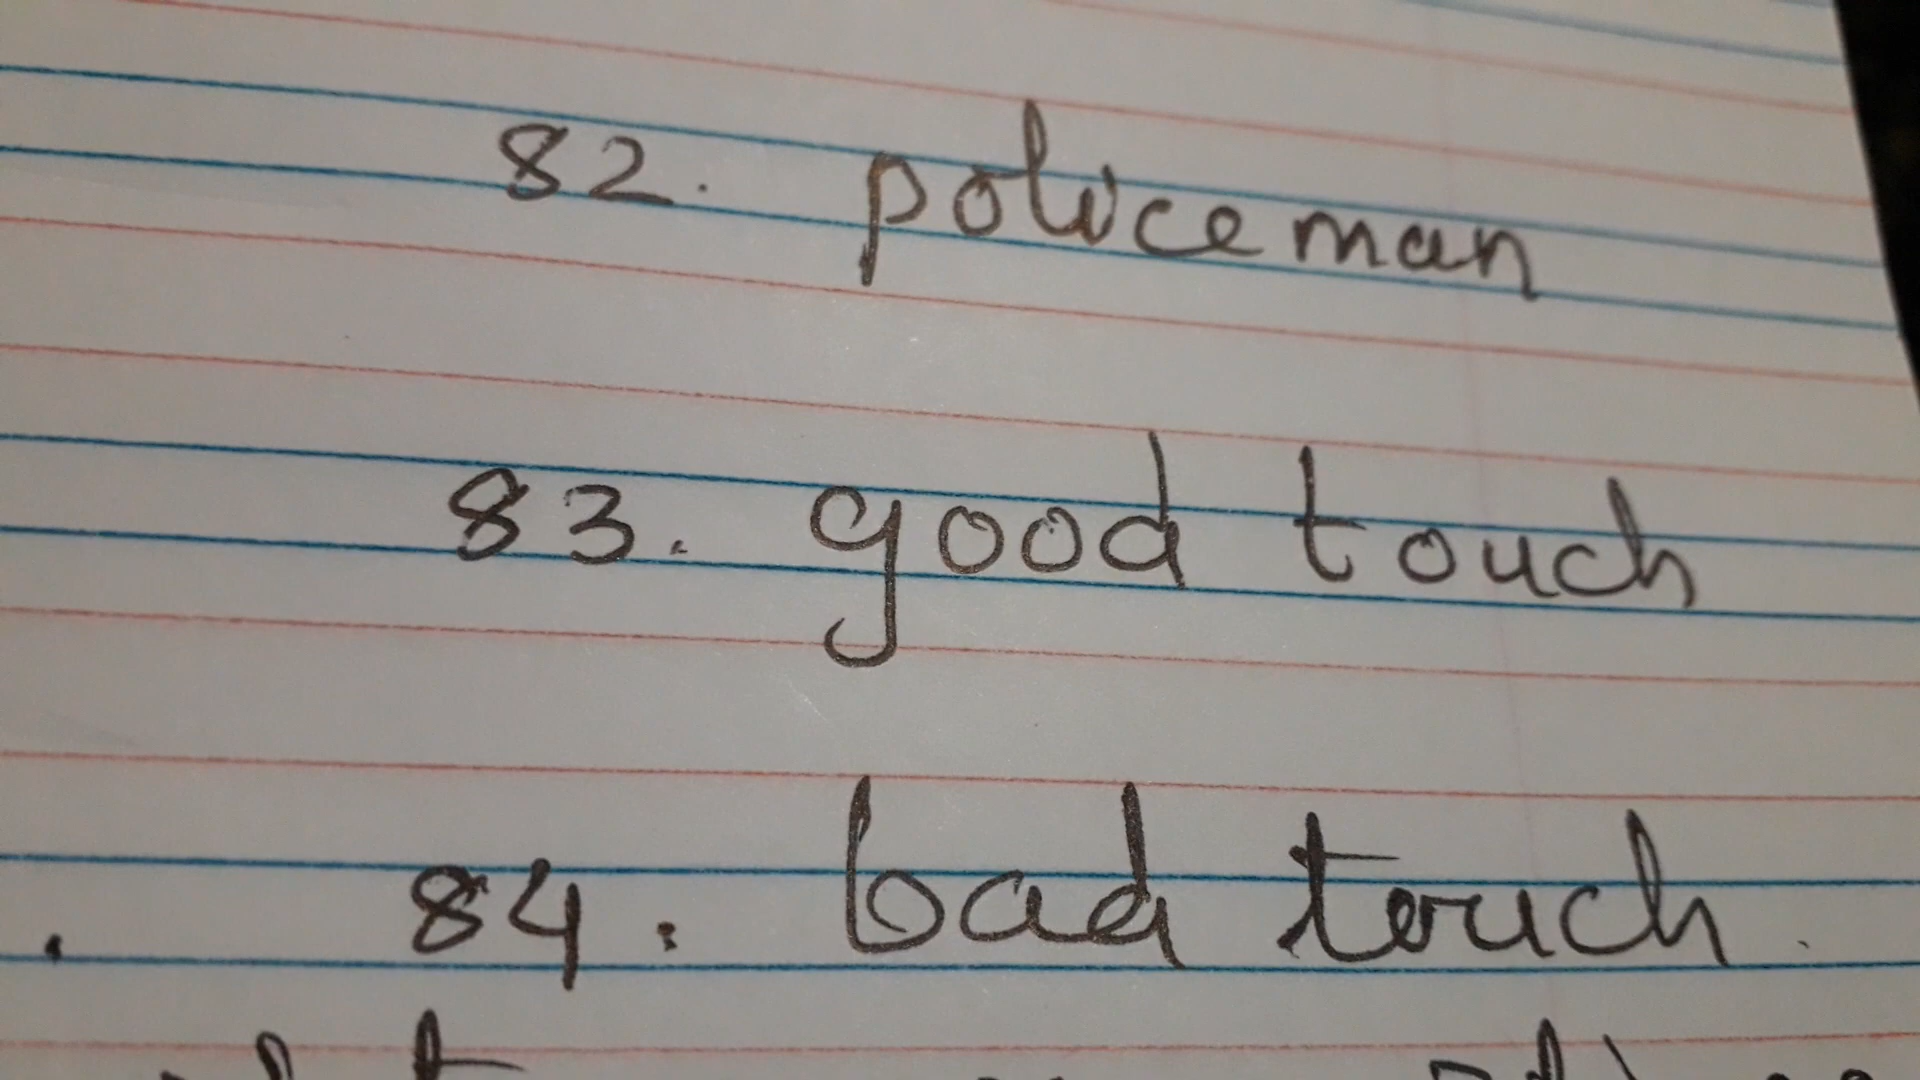 82. policeman
83. good touch
84. bad touch